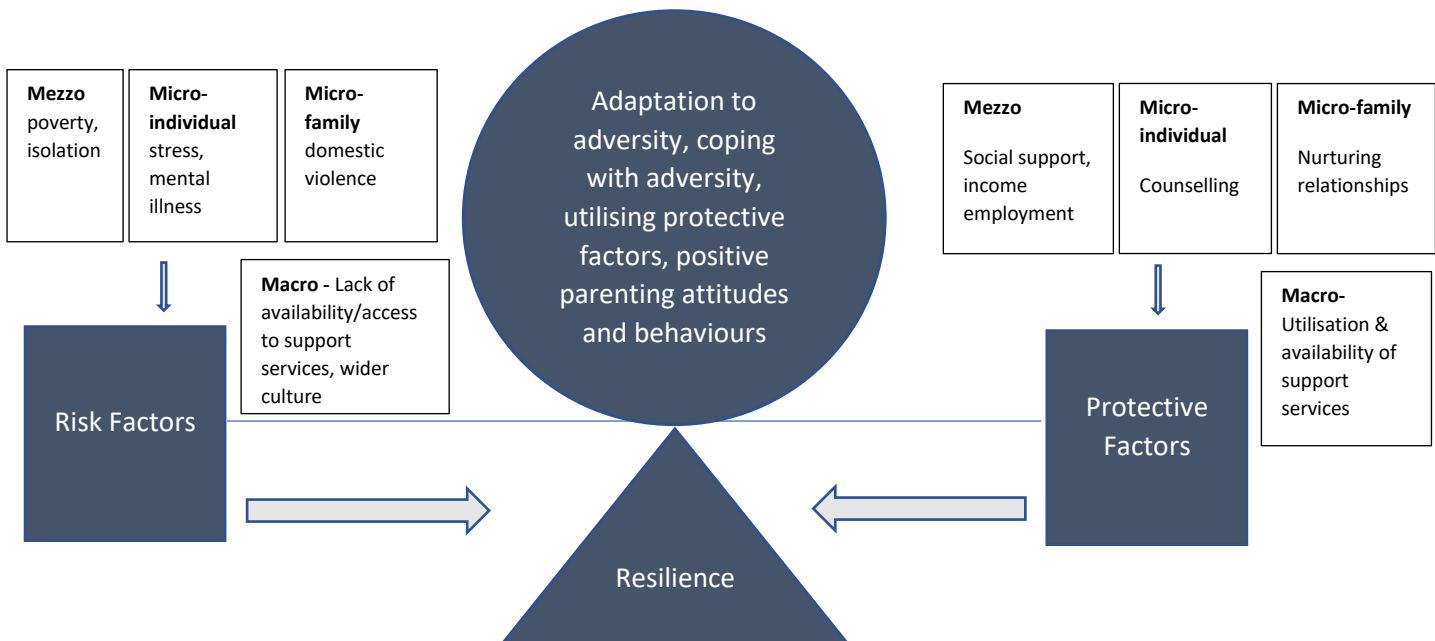 Mezzo
poverty,
isolation
Micro-
individual
stress,
mental
illness
Micro-
family
domestic
violence
Macro - Lack of
availability/access
to support
services, wider
culture
Risk Factors
Adaptation to
adversity, coping
with adversity,
utilising protective
factors, positive
parenting attitudes
and behaviours
Resilience
Mezzo
Social support,
income
employment
Micro-
individual
Counselling
Micro-family
Nurturing
relationships
Macro-
Utilisation &
availability of
support
services
Protective
Factors